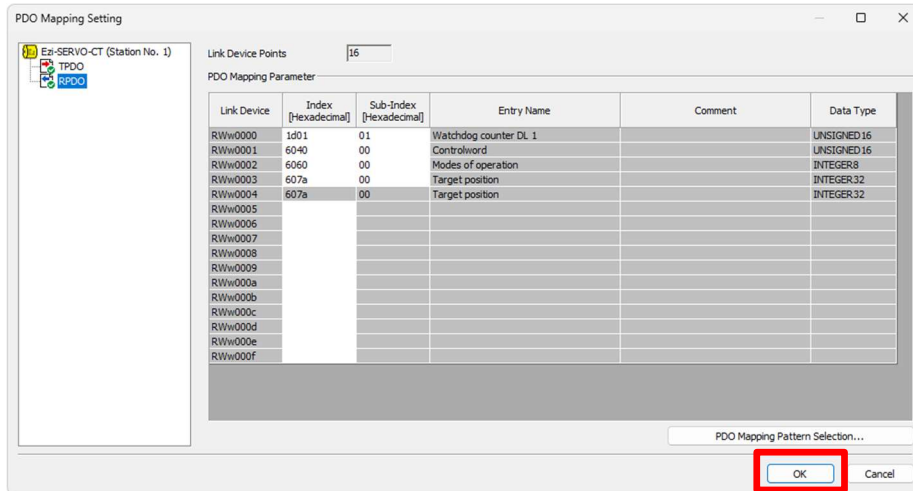 PDO Mapping Setting
Ezi-SERVO-CT (Station No. 1)
TPDO
RPDO
Link Device Points 16
PDO Mapping Parameter
Link Device Index [Hexadecimal] Sub-Index [Hexadecimal] Entry Name Comment Data Type
RWw0000 1d01 01 Watchdog counter DL 1 UNSIGNED16
RWw0001 6040 00 Controlword UNSIGNED16
RWw0002 6060 00 Modes of operation INTEGER8
RWw0003 607a 00 Target position INTEGER32
RWw0004 607a 00 Target position INTEGER32
RWw0005
RWw0006
RWw0007
RWw0008
RWw0009
RWw000a
RWw000b
RWw000c
RWw000d
RWw000e
RWw000f
PDO Mapping Pattern Selection...
OK Cancel